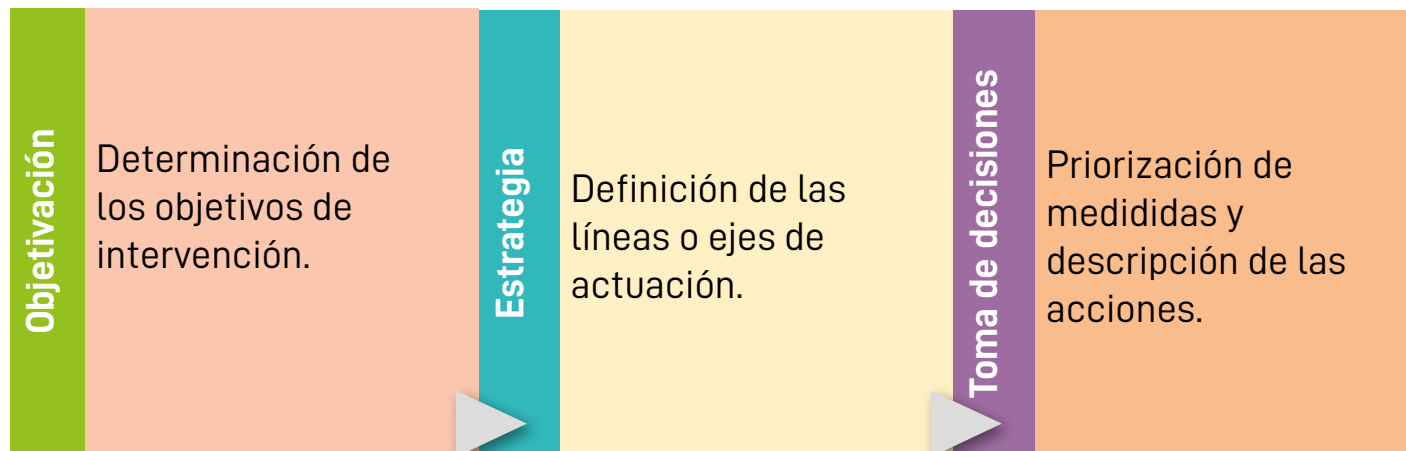 Objetivación
Determinación de
los objetivos de
intervención.
Estrategia
Definición de las
líneas o ejes de
actuación.
Toma de decisiones
Priorización de
medididas y
descripción de las
acciones.